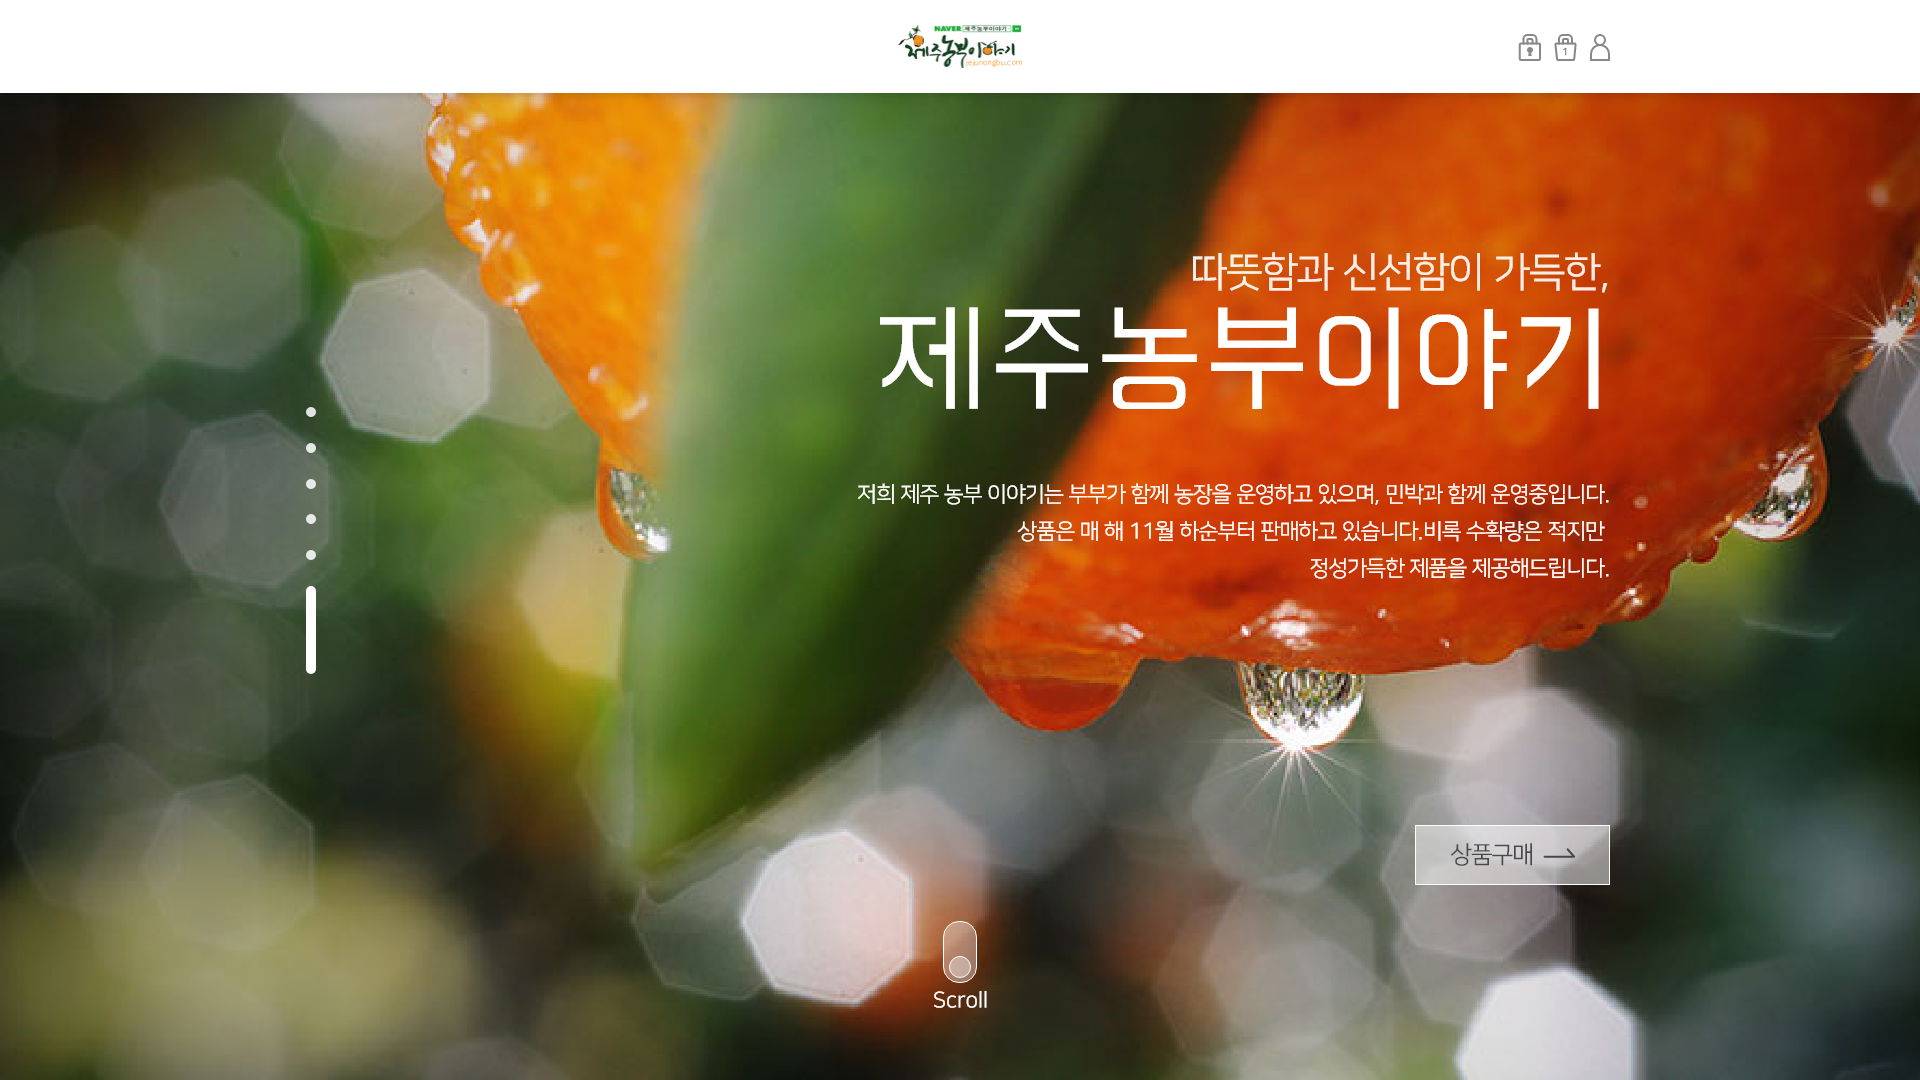 NAVER 제주농부이야기
제주농부이야기
jejunongbu.com
1
따뜻함과 신선함이 가득한,
제주농부이야기
저희 제주 농부 이야기는 부부가 함께 농장을 운영하고 있으며, 민박과 함께 운영중입니다.
상품은 매 해 11월 하순부터 판매하고 있습니다.비록 수확량은 적지만
정성가득한 제품을 제공해드립니다.
상품구매
Scroll